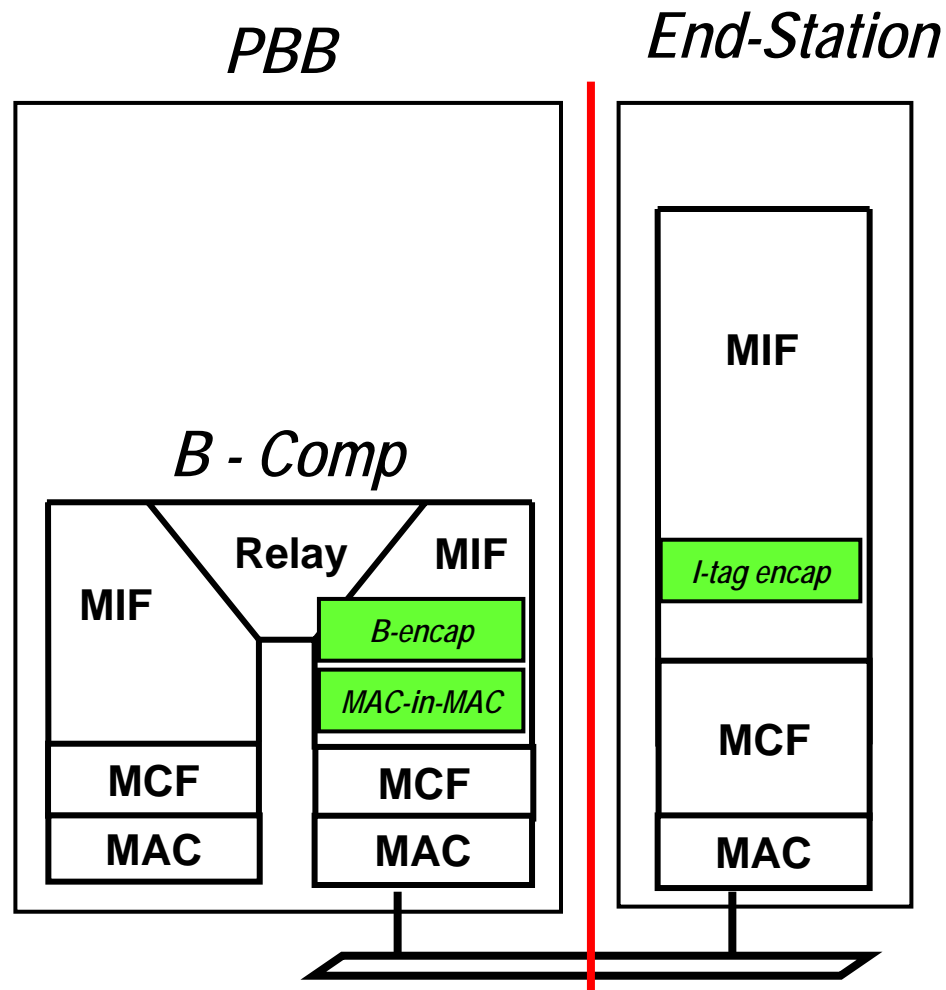 PBB
End-Station
MIF
B - Comp
Relay
MIF
MIF
I-tag encap
B-encap
MAC-in-MAC
MCF
MCF
MCF
MAC
MAC
MAC